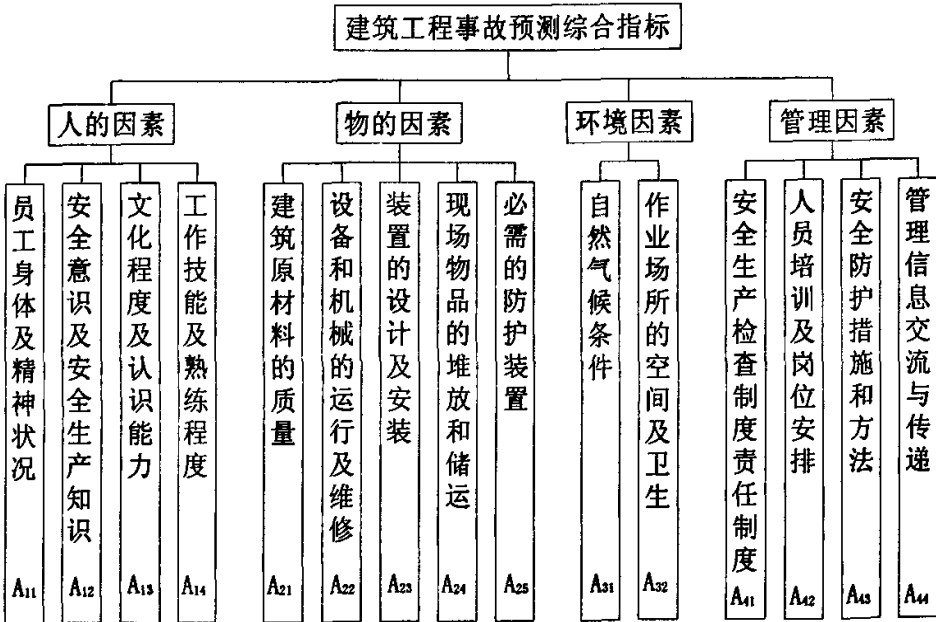 建筑工程事故预测综合指标
人的因素
物的因素
环境因素
管理因素
员工身体及精神状况 A₁₁
安全意识及安全生产知识 A₁₂
文化程度及认识能力 A₁₃
工作技能及熟练程度 A₁₄
建筑原材料的质量 A₂₁
设备和机械的运行及维修 A₂₂
装置的设计及安装 A₂₃
现场物品的堆放和储运 A₂₄
必需的防护装置 A₂₅
自然气候条件 A₃₁
作业场所的空间及卫生 A₃₂
安全生产检查制度责任制度 A₄₁
人员培训及岗位安排 A₄₂
安全防护措施和方法 A₄₃
管理信息交流与传递 A₄₄